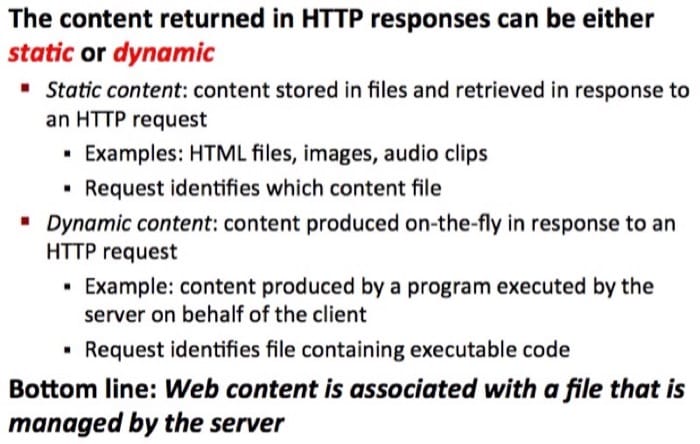 The content returned in HTTP responses can be either
static or dynamic
▪ Static content: content stored in files and retrieved in response to
an HTTP request
▪ Examples: HTML files, images, audio clips
▪ Request identifies which content file
▪ Dynamic content: content produced on-the-fly in response to an
HTTP request
▪ Example: content produced by a program executed by the
server on behalf of the client
▪ Request identifies file containing executable code
Bottom line: Web content is associated with a file that is
managed by the server